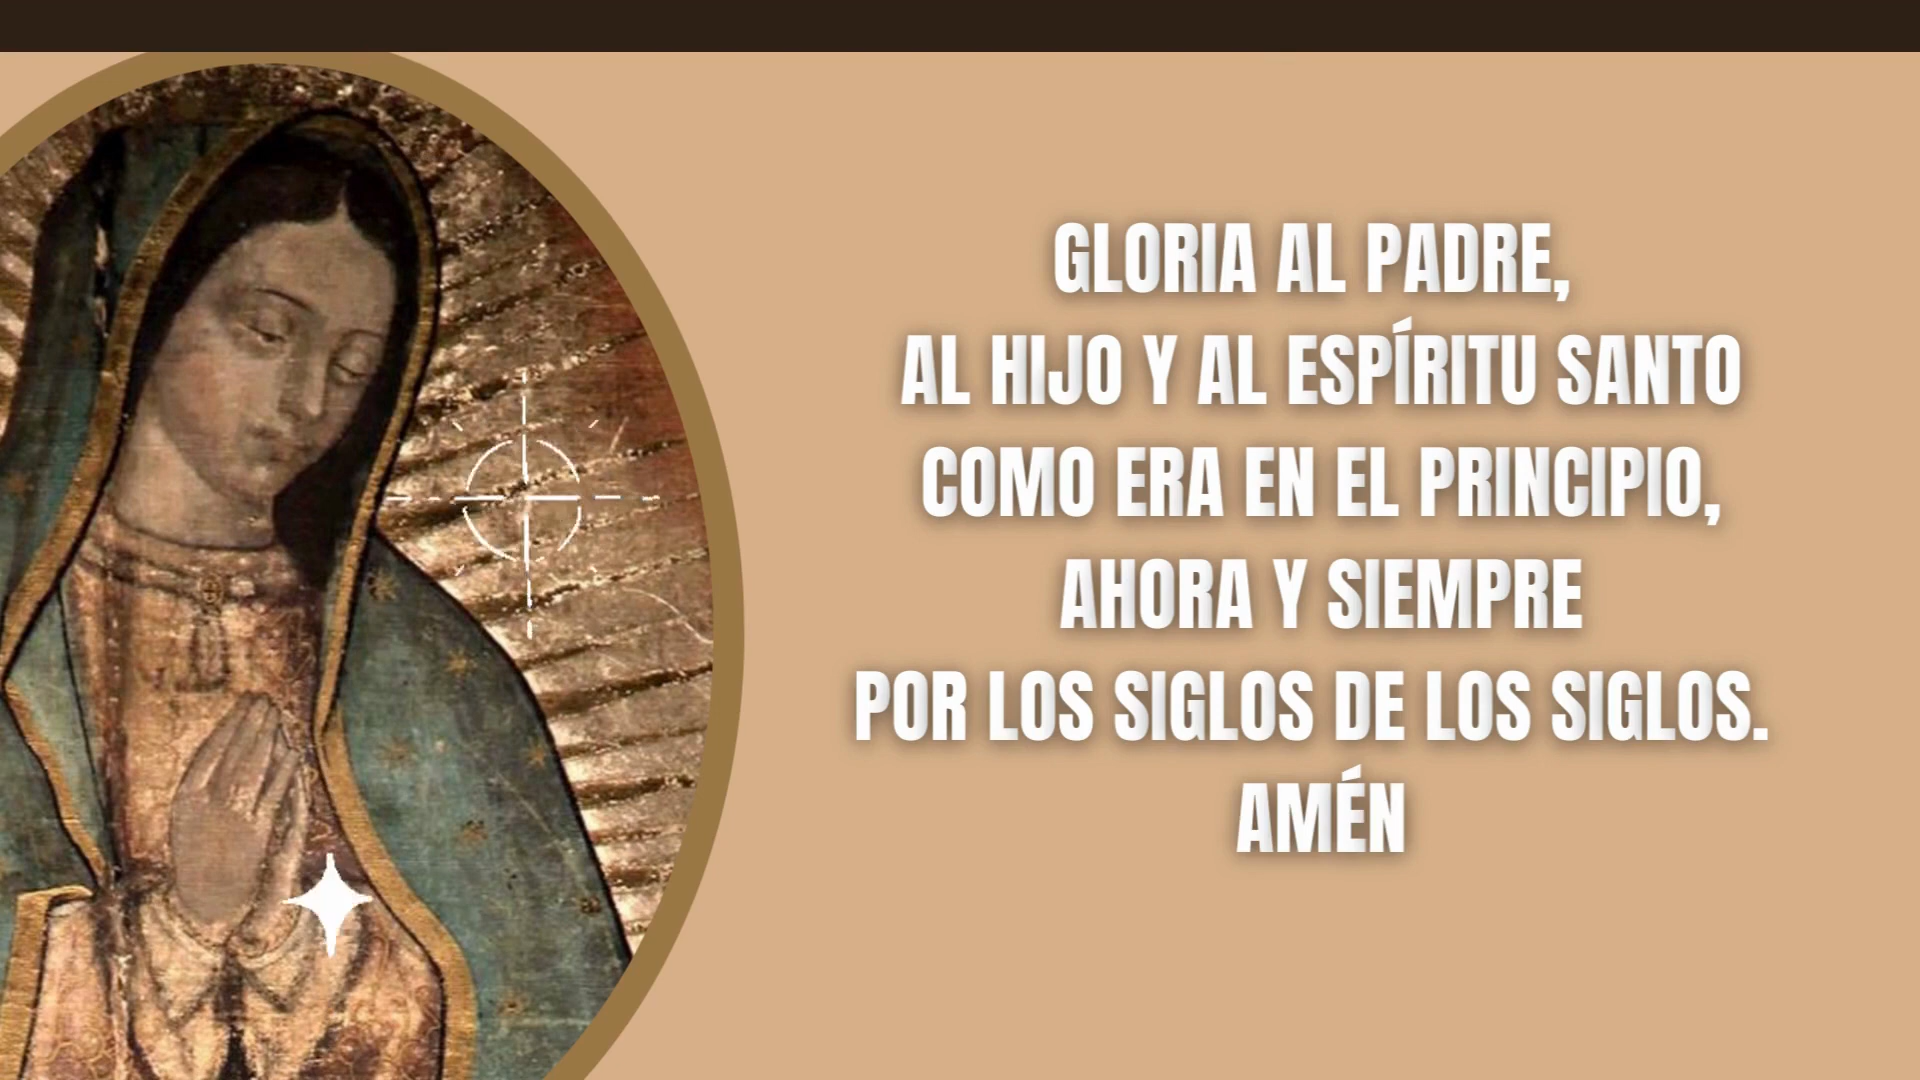 GLORIA AL PADRE,
AL HIJO Y AL ESPÍRITU SANTO
COMO ERA EN EL PRINCIPIO,
AHORA Y SIEMPRE
POR LOS SIGLOS DE LOS SIGLOS.
AMÉN